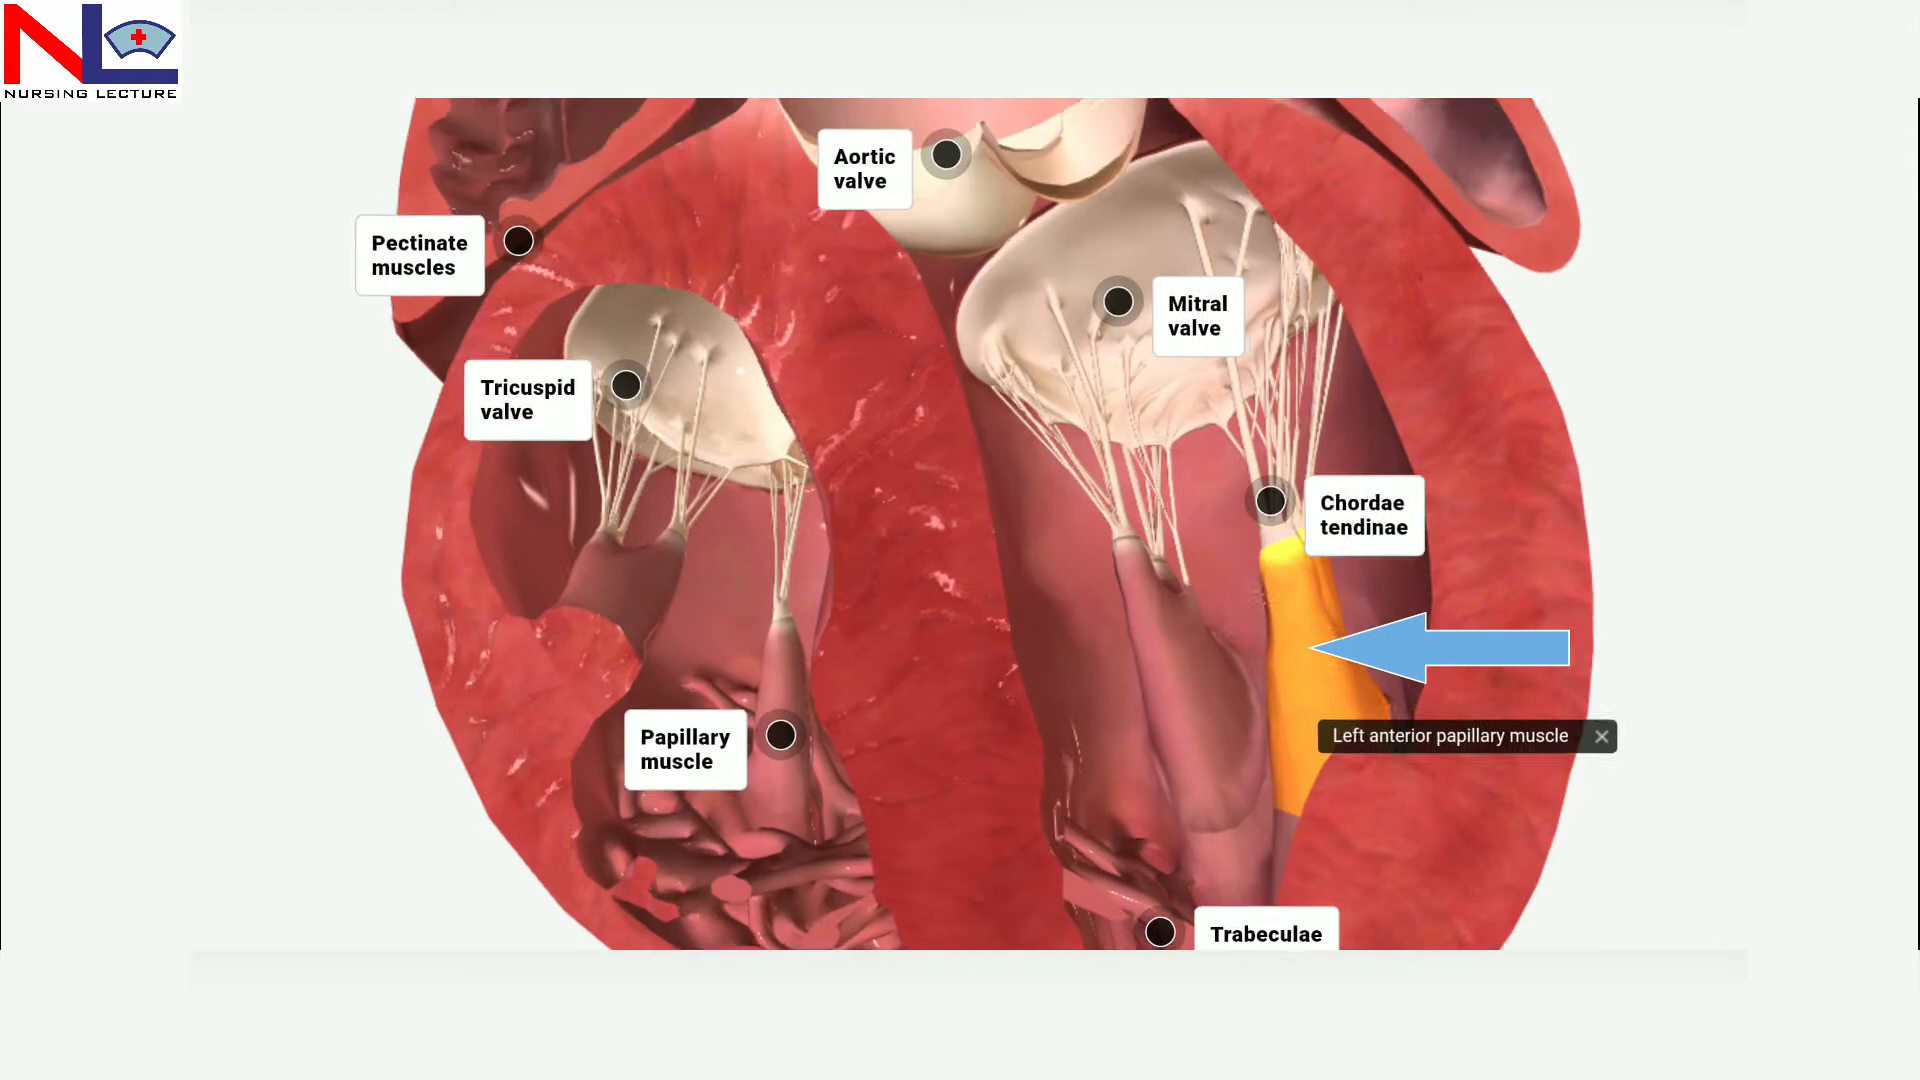 NL
NURSING LECTURE
Aortic
valve
Pectinate
muscles
Mitral
valve
Tricuspid
valve
Chordae
tendinae
Papillary
muscle
Left anterior papillary muscle
Trabeculae